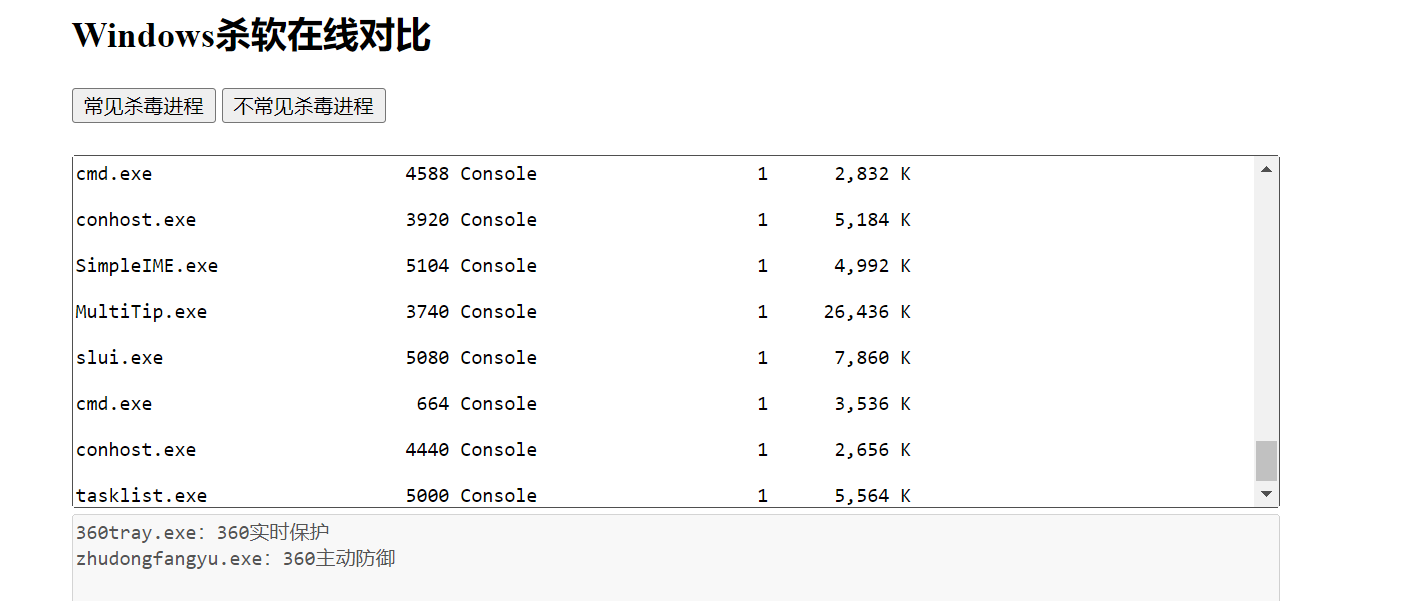 Windows杀软在线对比
常见杀毒进程 不常见杀毒进程
cmd.exe 4588 Console 1 2,832 K
conhost.exe 3920 Console 1 5,184 K
SimpleIME.exe 5104 Console 1 4,992 K
MultiTip.exe 3740 Console 1 26,436 K
slui.exe 5080 Console 1 7,860 K
cmd.exe 664 Console 1 3,536 K
conhost.exe 4440 Console 1 2,656 K
tasklist.exe 5000 Console 1 5,564 K
360tray.exe: 360实时保护
zhudongfangyu.exe: 360主动防御